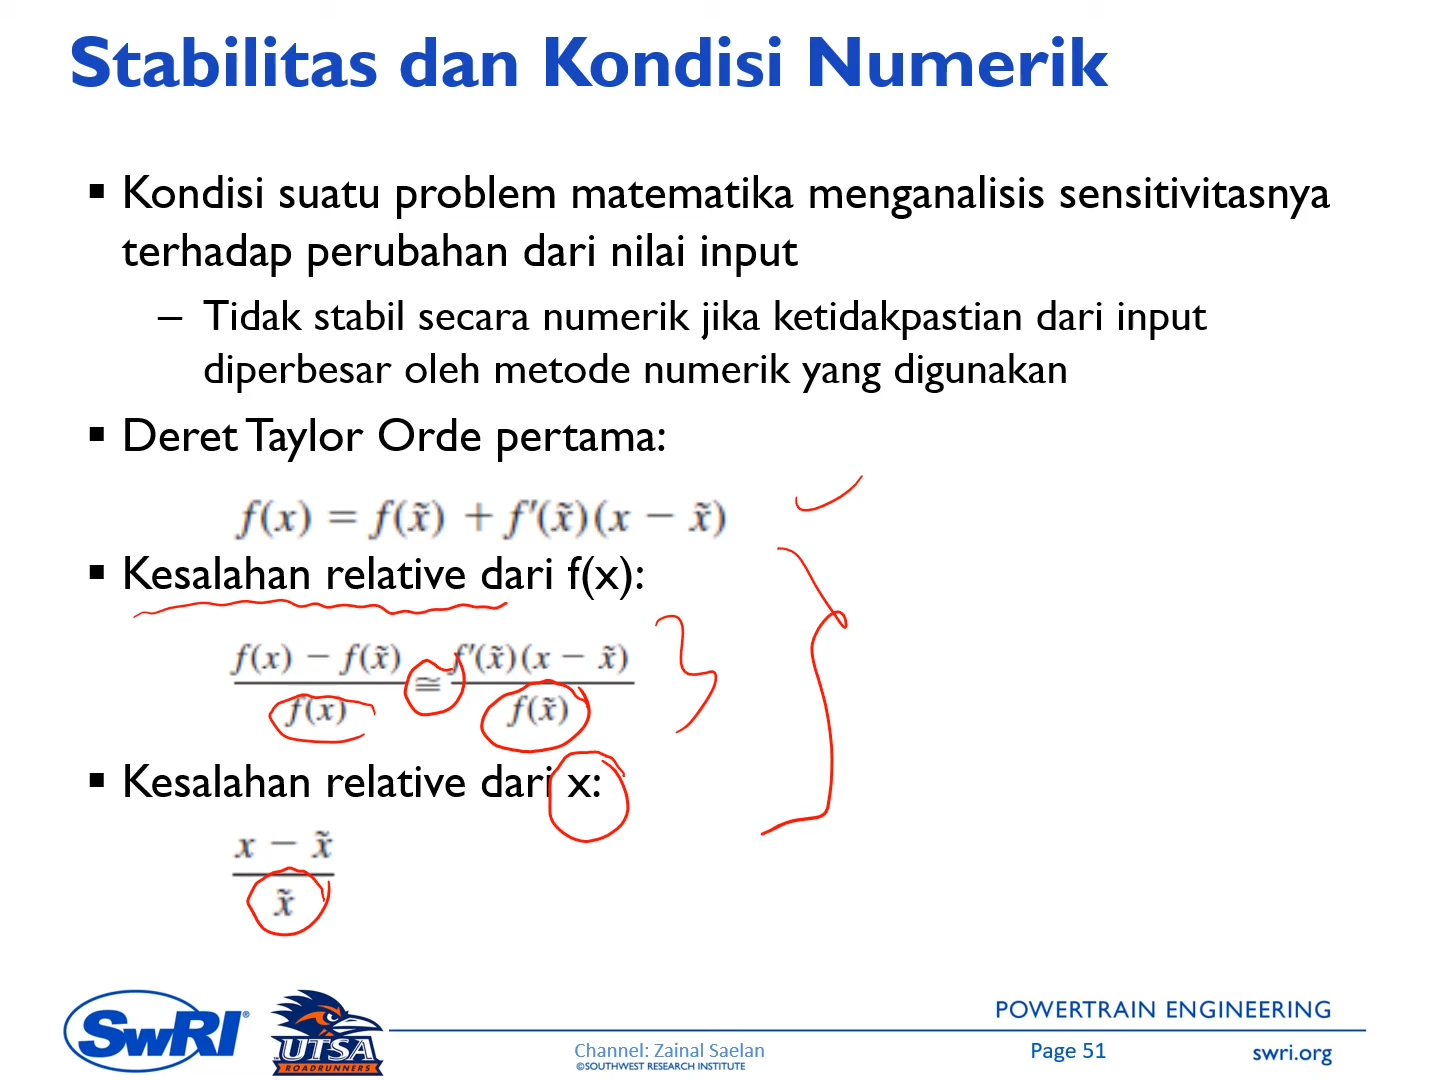 Stabilitas dan Kondisi Numerik
▪ Kondisi suatu problem matematika menganalisis sensitivitasnya
terhadap perubahan dari nilai input
– Tidak stabil secara numerik jika ketidakpastian dari input
diperbesar oleh metode numerik yang digunakan
▪ Deret Taylor Orde pertama:
f(x) = f(x̃) + f′(x̃)(x − x̃)
▪ Kesalahan relative dari f(x):
f(x) − f(x̃) / f(x) ≅ f′(x̃)(x − x̃) / f(x̃)
▪ Kesalahan relative dari x:
x − x̃ / x̃
POWERTRAIN ENGINEERING
SwRI®
UTSA
ROADRUNNERS
Channel: Zainal Saelan
©SOUTHWEST RESEARCH INSTITUTE
Page 51
swri.org